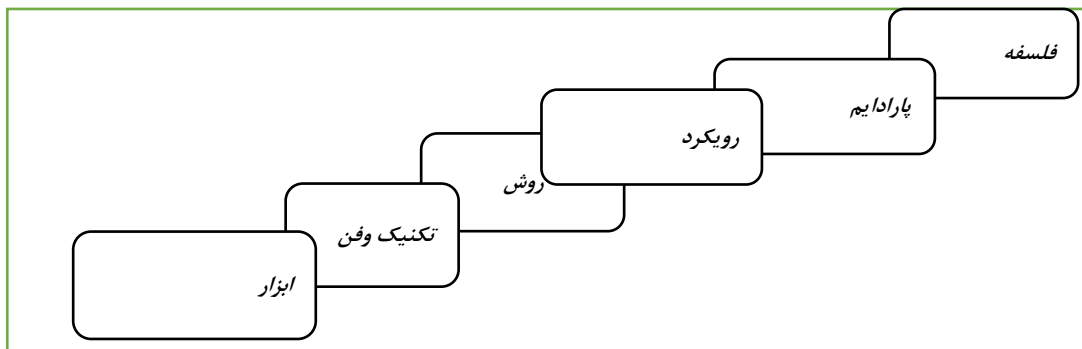 فلسفه
پارادایم
رویکرد
روش
تکنیک وفن
ابزار